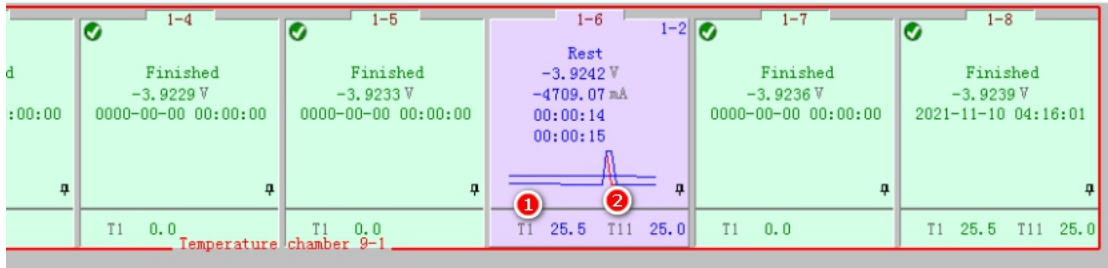 d
:00:00
1-4
Finished
-3.9229 V
0000-00-00 00:00:00
T1 0.0
1-5
Finished
-3.9233 V
0000-00-00 00:00:00
T1 0.0
1-6
1-2
Rest
-3.9242 V
-4709.07 mA
00:00:14
00:00:15
1
2
T1 25.5 T11 25.0
1-7
Finished
-3.9236 V
0000-00-00 00:00:00
T1 0.0
1-8
Finished
-3.9239 V
2021-11-10 04:16:01
T1 25.5 T11 25.0
Temperature chamber 9-1